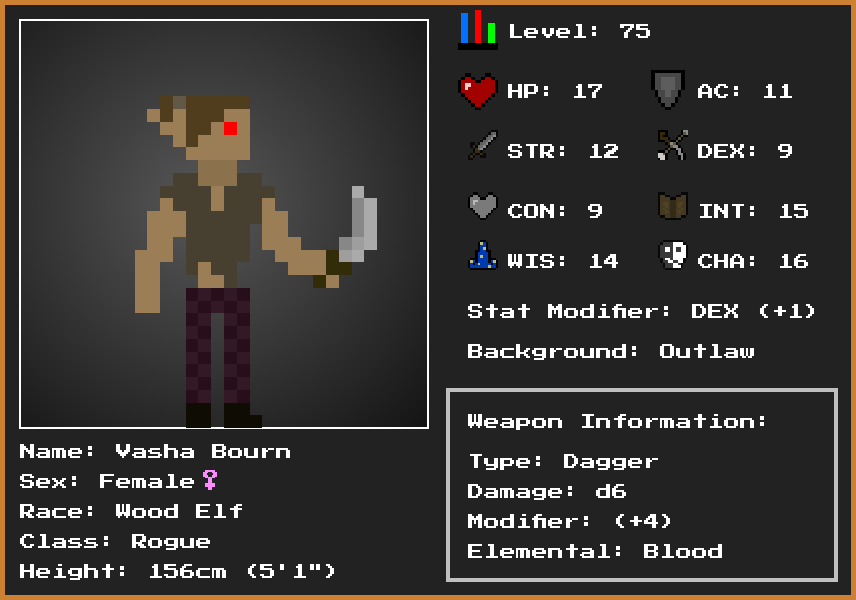 Level: 75
HP: 17
AC: 11
STR: 12
DEX: 9
CON: 9
INT: 15
WIS: 14
CHA: 16
Stat Modifier: DEX (+1)
Background: Outlaw
Weapon Information:
Type: Dagger
Damage: d6
Modifier: (+4)
Elemental: Blood
Name: Vasha Bourn
Sex: Female♀
Race: Wood Elf
Class: Rogue
Height: 156cm (5'1")